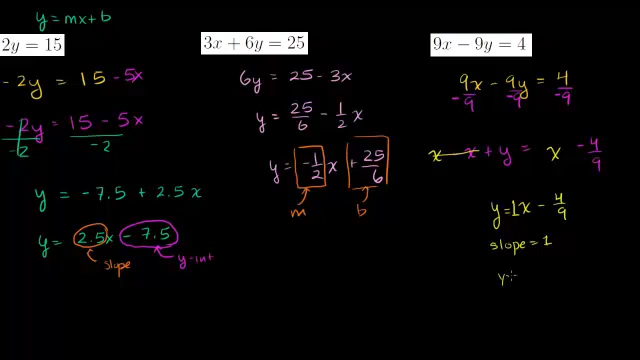 y = mx + b
2y = 15
- 2y = 15 - 5x
-2y = 15 - 5x
-2 -2
y = -7.5 + 2.5x
y = 2.5x - 7.5
slope y-int
3x + 6y = 25
6y = 25 - 3x
y = 25/6 - 1/2 x
y = -1/2 x + 25/6
m b
9x - 9y = 4
9x/-9 - 9y/-9 = 4/-9
x - x + y = x - 4/9
y = 1x - 4/9
slope = 1
y